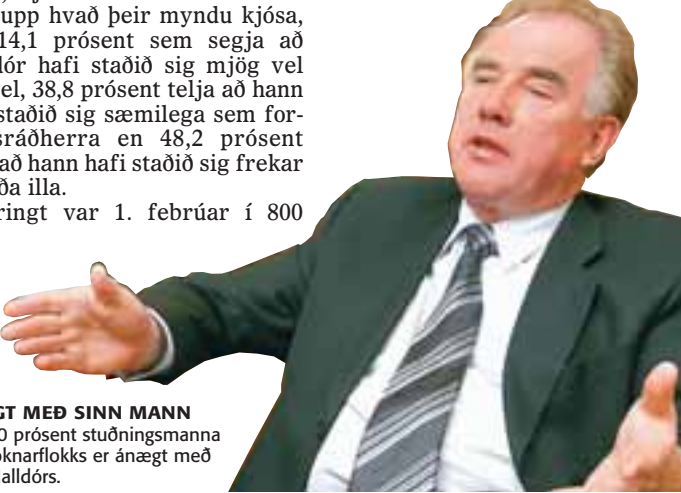 upp hvað þeir myndu kjósa,
14,1 prósent sem segja að
dór hafi staðið sig mjög vel
el, 38,8 prósent telja að hann
staðið sig sæmilega sem for-
sráðherra en 48,2 prósent
að hann hafi staðið sig frekar
ða illa.
ringt var 1. febrúar í 800
GT MEÐ SINN MANN
0 prósent stuðningsmanna
óknarflokks er ánægt með
alldórs.